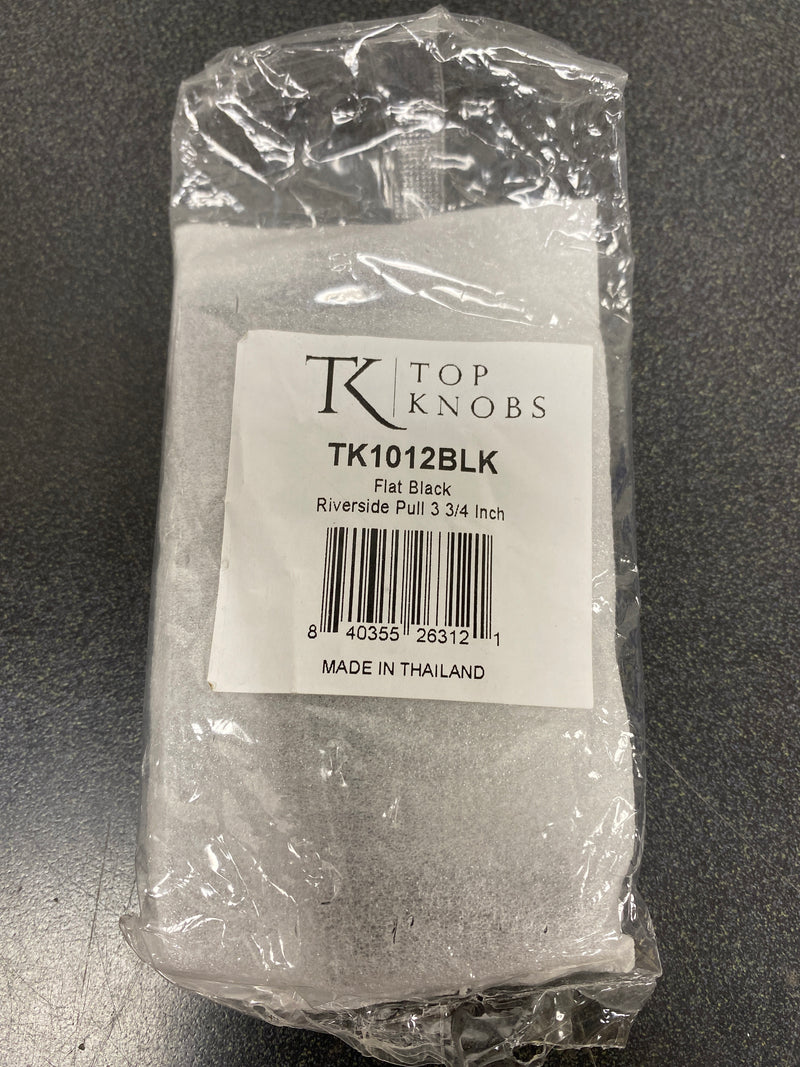 TK TOP
KNOBS
TK1012BLK
Flat Black
Riverside Pull 3 3/4 Inch
8 40355 26312 1
MADE IN THAILAND